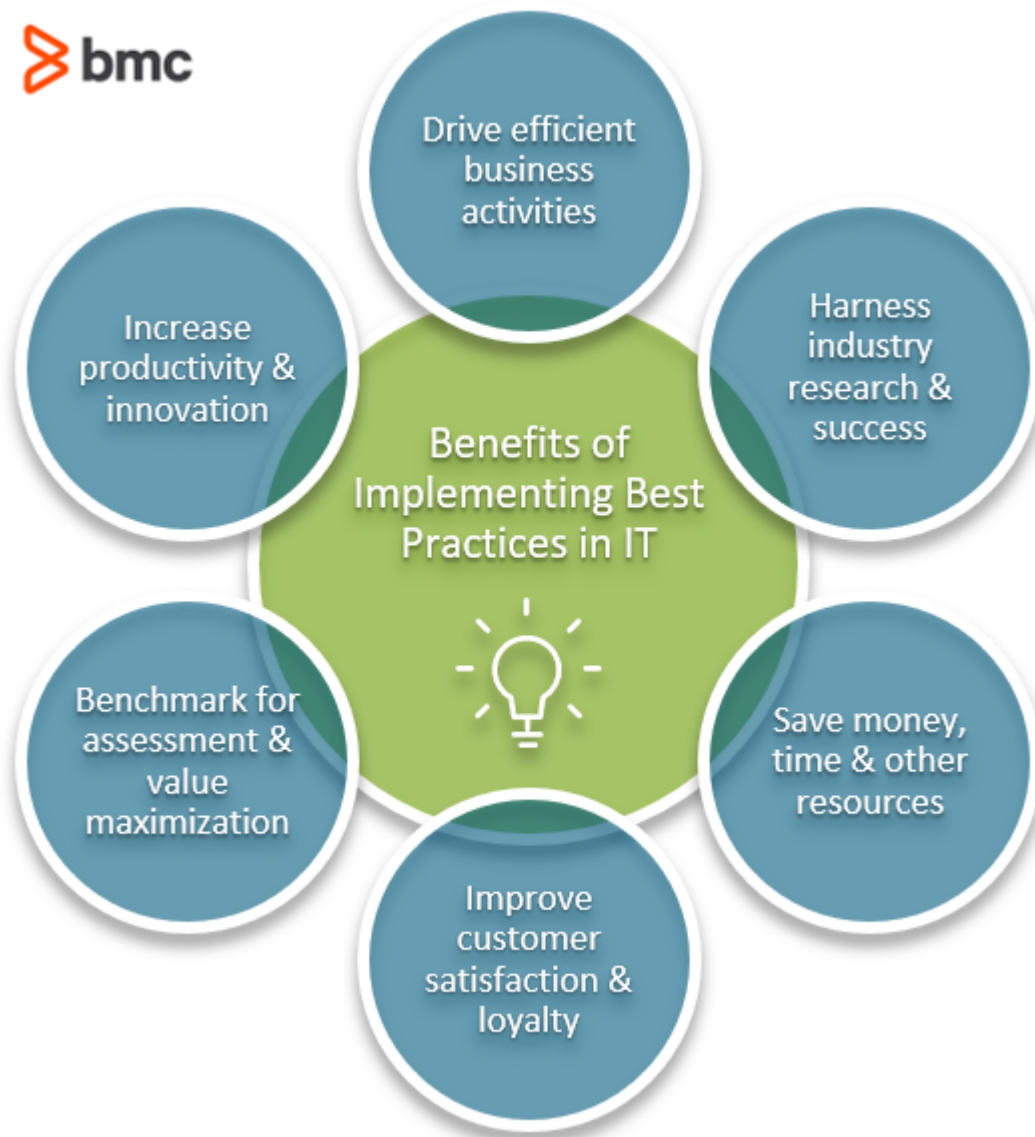 bmc
Drive efficient
business
activities
Harness
industry
research &
success
Save money,
time & other
resources
Improve
customer
satisfaction &
loyalty
Benchmark for
assessment &
value
maximization
Increase
productivity &
innovation
Benefits of
Implementing Best
Practices in IT